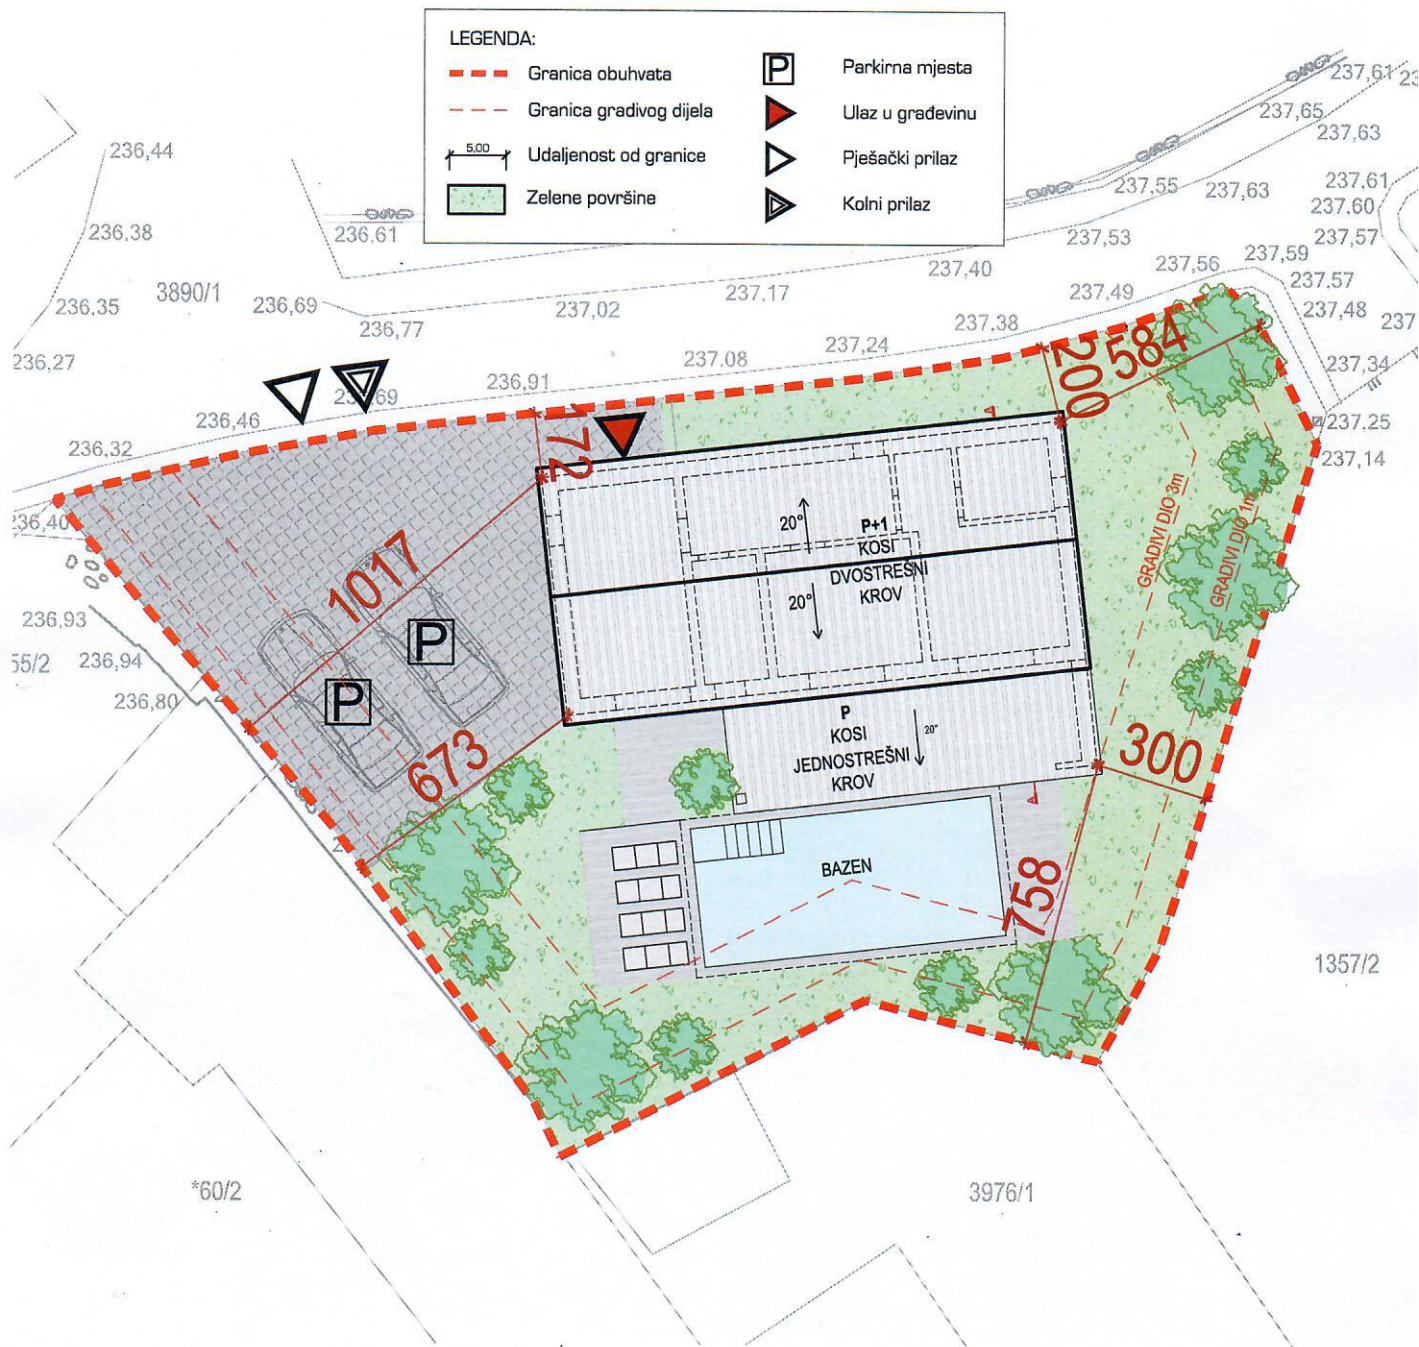 LEGENDA:
Granica obuhvata
Granica gradivog dijela
5,00
Udaljenost od granice
Zelene površine
P
Parkirna mjesta
Ulaz u građevinu
Pješački prilaz
Kolni prilaz
237,61
237,65
237,63
236,44
237,55
237,63
237,61
237,60
236,38
236,61
237,53
237,57
237,40
237,56
237,59
237,57
3890/1
236,35
236,69
237,02
237,17
237,49
237,48
236,77
237.38
237
236,27
237.08
237,24
237,34
236,91
200
584
236,46
172
237.25
236,32
237,14
236,40
GRADIVI DIO 3m
GRADIVI DIO 1m
20°
P+1
KOSI
DVOSTREŠNI
KROV
20°
1017
236,93
P
55/2
236,94
236,80
P
P
KOSI
JEDNOSTREŠNI
KROV
20°
673
300
BAZEN
758
1357/2
*60/2
3976/1